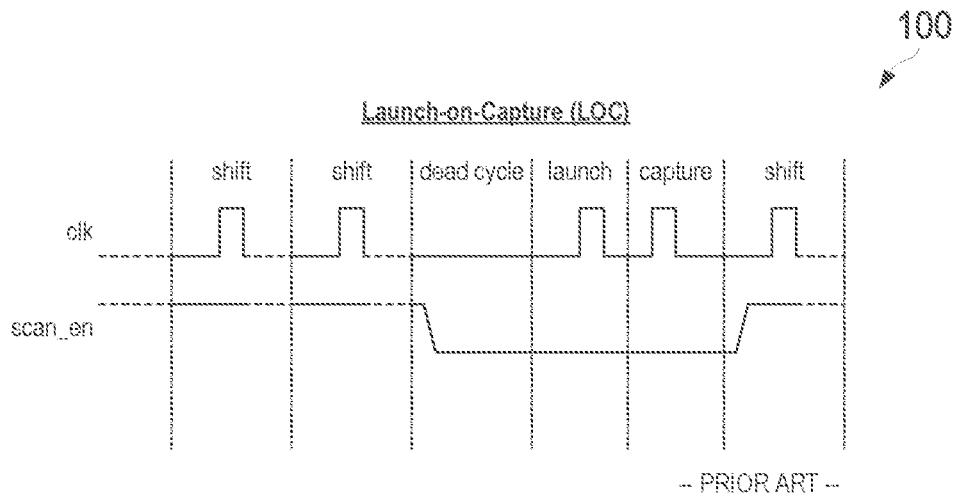 100
Launch-on-Capture (LOC)
shift shift dead cycle launch capture shift
clk
scan_en
-- PRIOR ART --